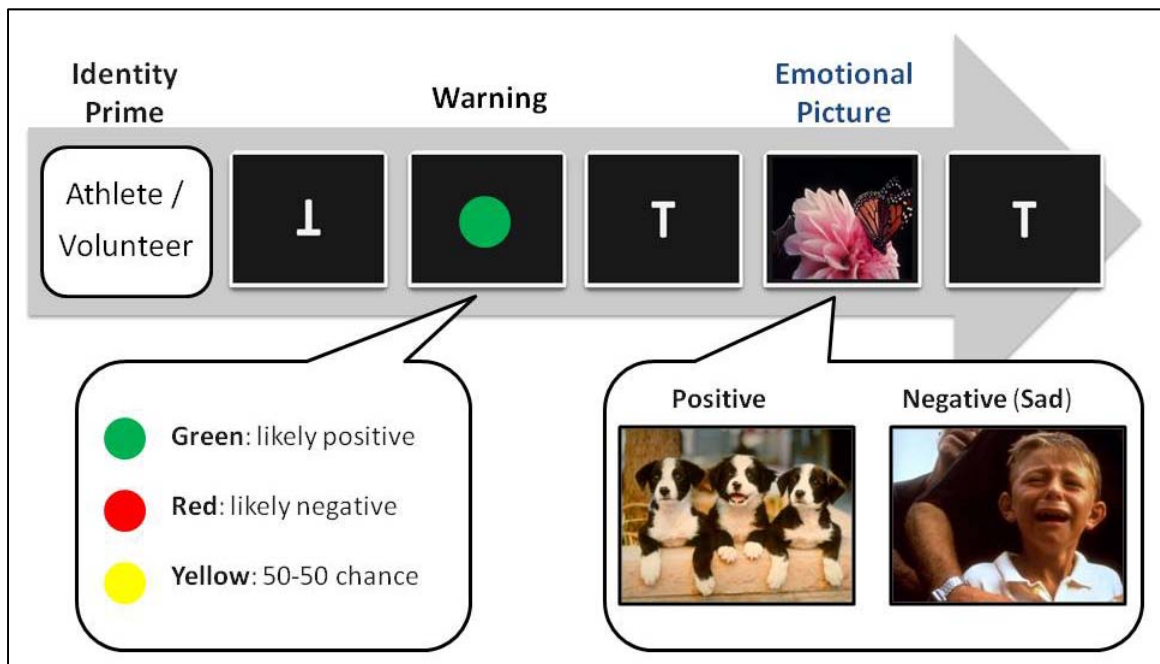 Identity
Prime
Warning
Emotional
Picture
Athlete /
Volunteer
T
T
T
Green: likely positive
Red: likely negative
Yellow: 50-50 chance
Positive
Negative (Sad)